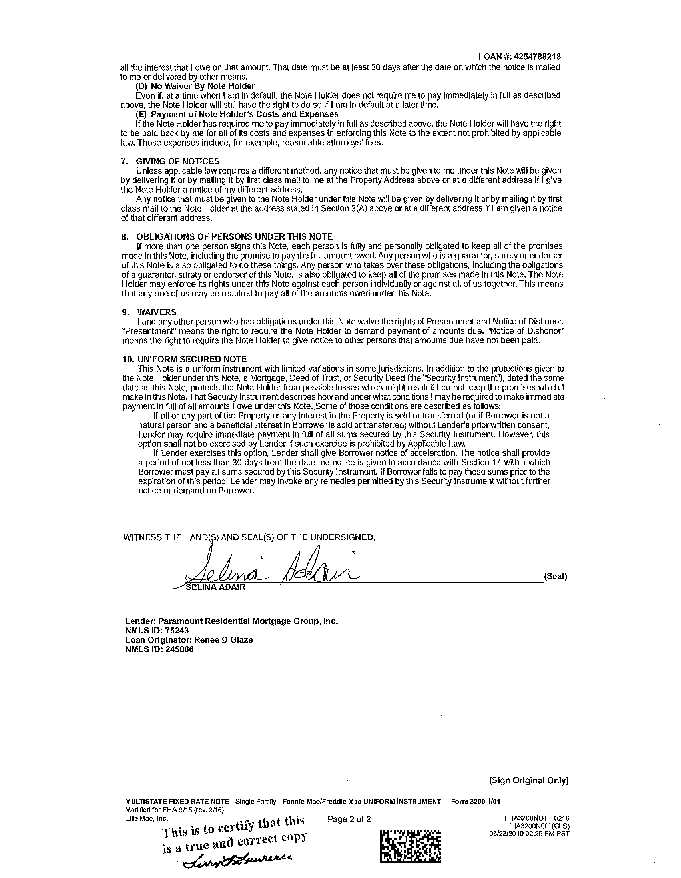 LOAN #: 4254788218
all the interest that I owe on that amount. That date must be at least 30 days after the date on which the notice is mailed
to me or delivered by other means.
(D) No Waiver By Note Holder
Even if, at a time when I am in default, the Note Holder does not require me to pay immediately in full as described
above, the Note Holder will still have the right to do so if I am in default at a later time.
(E) Payment of Note Holder's Costs and Expenses
If the Note Holder has required me to pay immediately in full as described above, the Note Holder will have the right
to be paid back by me for all of its costs and expenses in enforcing this Note to the extent not prohibited by applicable
law. Those expenses include, for example, reasonable attorneys' fees.
7. GIVING OF NOTICES
Unless applicable law requires a different method, any notice that must be given to me under this Note will be given
by delivering it or by mailing it by first class mail to me at the Property Address above or at a different address if I give
the Note Holder a notice of my different address.
Any notice that must be given to the Note Holder under this Note will be given by delivering it or by mailing it by first
class mail to the Note Holder at the address stated in Section 3(A) above or at a different address if I am given a notice
of that different address.
8. OBLIGATIONS OF PERSONS UNDER THIS NOTE
If more than one person signs this Note, each person is fully and personally obligated to keep all of the promises
made in this Note, including the promise to pay the full amount owed. Any person who is a guarantor, surety or endorser
of this Note is also obligated to do these things. Any person who takes over these obligations, including the obligations
of a guarantor, surety or endorser of this Note, is also obligated to keep all of the promises made in this Note. The Note
Holder may enforce its rights under this Note against each person individually or against all of us together. This means
that any one of us may be required to pay all of the amounts owed under this Note.
9. WAIVERS
I and any other person who has obligations under this Note waive the rights of Presentment and Notice of Dishonor.
"Presentment" means the right to require the Note Holder to demand payment of amounts due. "Notice of Dishonor"
means the right to require the Note Holder to give notice to other persons that amounts due have not been paid.
10. UNIFORM SECURED NOTE
This Note is a uniform instrument with limited variations in some jurisdictions. In addition to the protections given to
the Note Holder under this Note, a Mortgage, Deed of Trust, or Security Deed (the "Security Instrument"), dated the same
date as this Note, protects the Note Holder from possible losses which might result if I do not keep the promises which I
make in this Note. That Security Instrument describes how and under what conditions I may be required to make immediate
payment in full of all amounts I owe under this Note. Some of those conditions are described as follows:
If all or any part of the Property or any Interest in the Property is sold or transferred (or if Borrower is not a
natural person and a beneficial interest in Borrower is sold or transferred) without Lender's prior written consent,
Lender may require immediate payment in full of all sums secured by this Security Instrument. However, this
option shall not be exercised by Lender if such exercise is prohibited by Applicable Law.
If Lender exercises this option, Lender shall give Borrower notice of acceleration. The notice shall provide
a period of not less than 30 days from the date the notice is given in accordance with Section 14 within which
Borrower must pay all sums secured by this Security Instrument. If Borrower fails to pay these sums prior to the
expiration of this period, Lender may invoke any remedies permitted by this Security Instrument without further
notice or demand on Borrower.
WITNESS THE HAND(S) AND SEAL(S) OF THE UNDERSIGNED.
Selina Adair
(Seal)
SELINA ADAIR
Lender: Paramount Residential Mortgage Group, Inc.
NMLS ID: 75243
Loan Originator: Renee D Glaze
NMLS ID: 245006
[Sign Original Only]
MULTISTATE FIXED RATE NOTE Single Family Fannie Mae/Freddie Mac UNIFORM INSTRUMENT Form 3200 1/01
Modified for FHA 9/15 (rev. 2/16)
Ellie Mae, Inc.
Page 2 of 2
This is to certify that this
is a true and correct copy